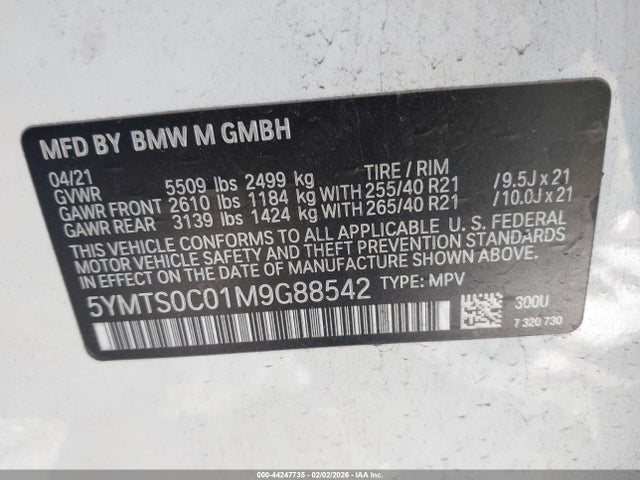 MFD BY BMW M GMBH
04/21 TIRE / RIM
GVWR 5509 lbs 2499 kg
GAWR FRONT 2610 lbs 1184 kg WITH 255/40 R21 /9.5J x 21
GAWR REAR 3139 lbs 1424 kg WITH 265/40 R21 /10.0J x 21
THIS VEHICLE CONFORMS TO ALL APPLICABLE U.S. FEDERAL
MOTOR VEHICLE SAFETY AND THEFT PREVENTION STANDARDS
IN EFFECT ON THE DATE OF MANUFACTURE SHOWN ABOVE.
5YMTS0C01M9G88542 TYPE: MPV
300U
7 320 730
000-44247735 - 02/02/2026 - IAA Inc.